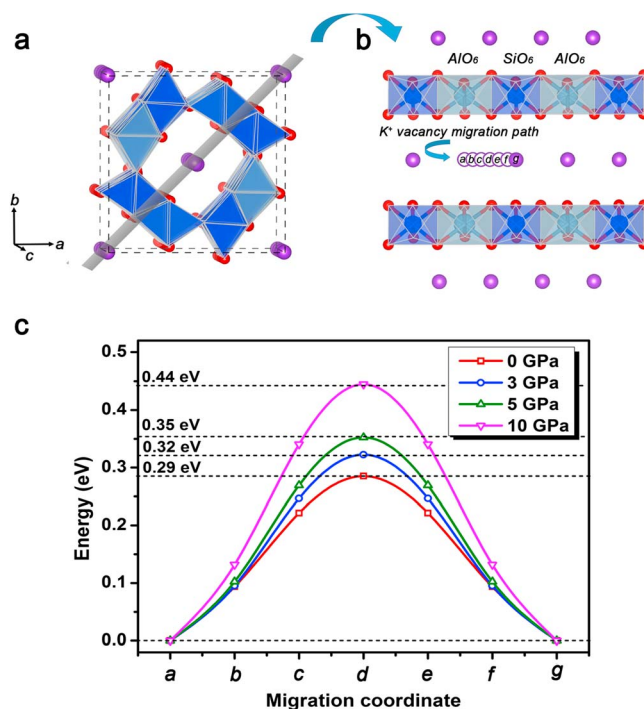 a
b
AlO6 SiO6 AlO6
K+ vacancy migration path
a b c d e f g
b
a
c
c
0.5
0.44 eV
0.4
0.35 eV
0.32 eV
0.3
0.29 eV
0.2
0.1
0.0
Energy (eV)
0 GPa
3 GPa
5 GPa
10 GPa
a b c d e f g
Migration coordinate